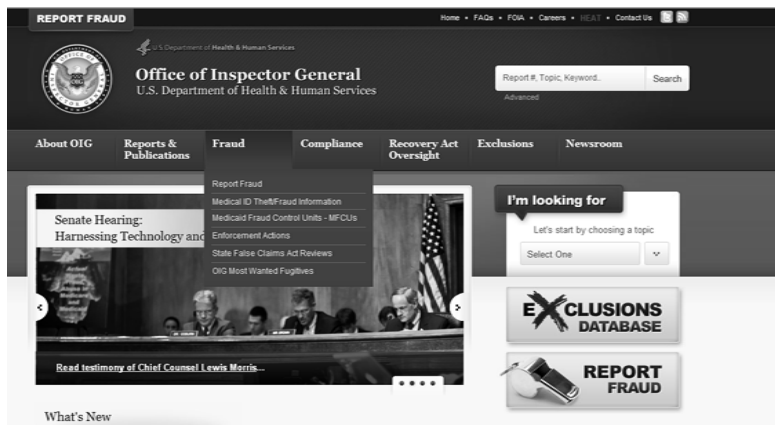 REPORT FRAUD
Home • FAQs • FOIA • Careers • HEAT • Contact Us
U.S. Department of Health & Human Services
Office of Inspector General
U.S. Department of Health & Human Services
Report #, Topic, Keyword..
Search
Advanced
About OIG
Reports & Publications
Fraud
Compliance
Recovery Act Oversight
Exclusions
Newsroom
Report Fraud
Medical ID Theft/Fraud Information
Medicaid Fraud Control Units - MFCUs
Enforcement Actions
State False Claims Act Reviews
OIG Most Wanted Fugitives
Senate Hearing:
Harnessing Technology and
Read testimony of Chief Counsel Lewis Morris...
I'm looking for
Let's start by choosing a topic
Select One
EXCLUSIONS
DATABASE
REPORT
FRAUD
What's New